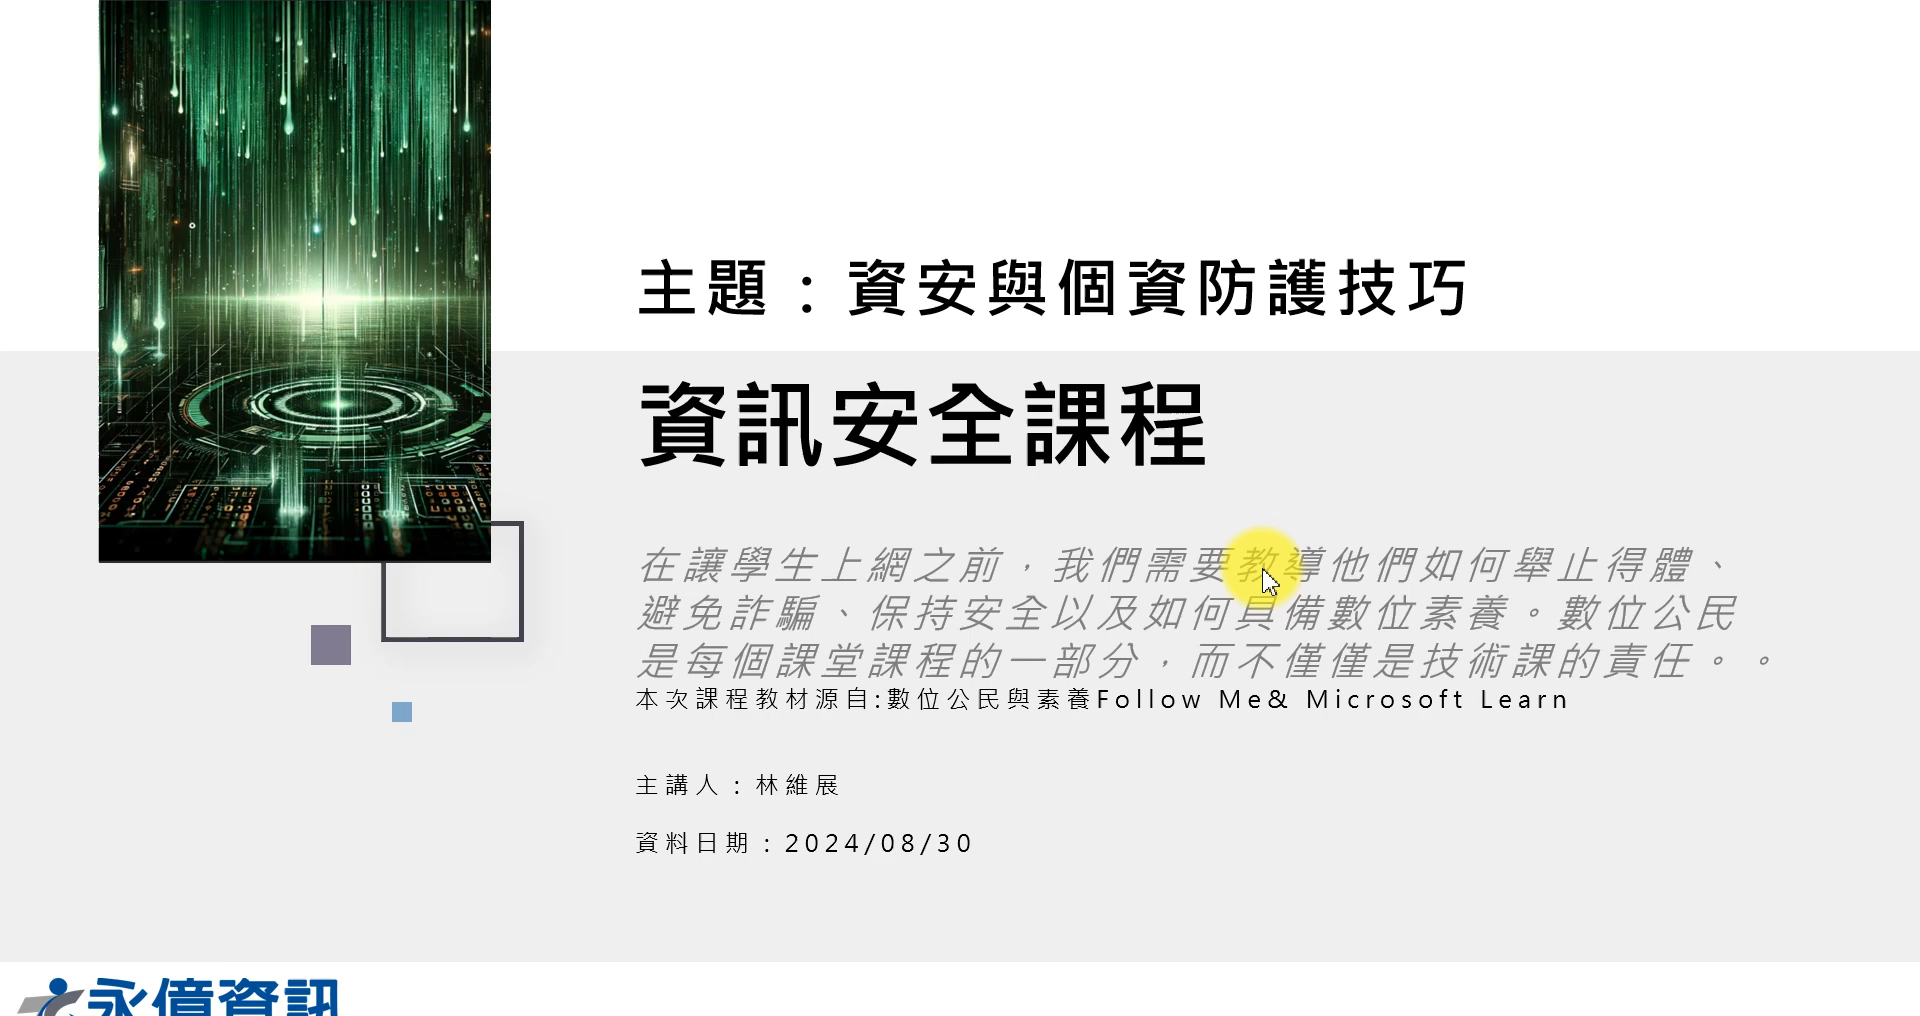 主題：資安與個資防護技巧
資訊安全課程
在讓學生上網之前，我們需要教導他們如何舉止得體、
避免詐騙、保持安全以及如何具備數位素養。數位公民
是每個課堂課程的一部分，而不僅僅是技術課的責任。。
本次課程教材源自:數位公民與素養Follow Me& Microsoft Learn
主講人：林維展
資料日期：2024/08/30
永億資訊